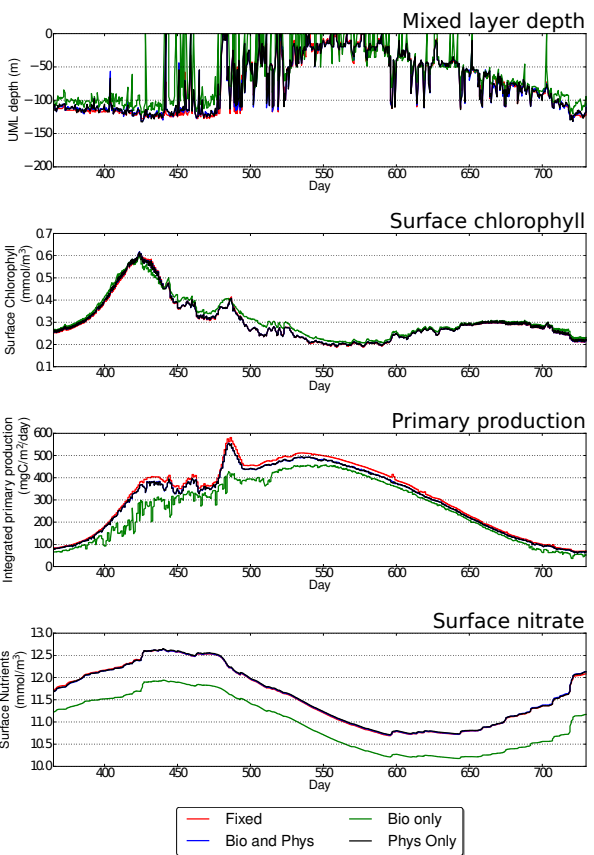 Mixed layer depth
0
−50
−100
−150
−200
UML depth (m)
400 450 500 550 600 650 700
Day
Surface chlorophyll
0.7
0.6
0.5
0.4
0.3
0.2
0.1
Surface Chlorophyll
(mmol/m³)
400 450 500 550 600 650 700
Day
Primary production
600
500
400
300
200
100
0
Integrated primary production
(mgC/m²/day)
400 450 500 550 600 650 700
Day
Surface nitrate
13.0
12.5
12.0
11.5
11.0
10.5
10.0
Surface Nutrients
(mmol/m³)
400 450 500 550 600 650 700
Day
Fixed Bio only
Bio and Phys Phys Only